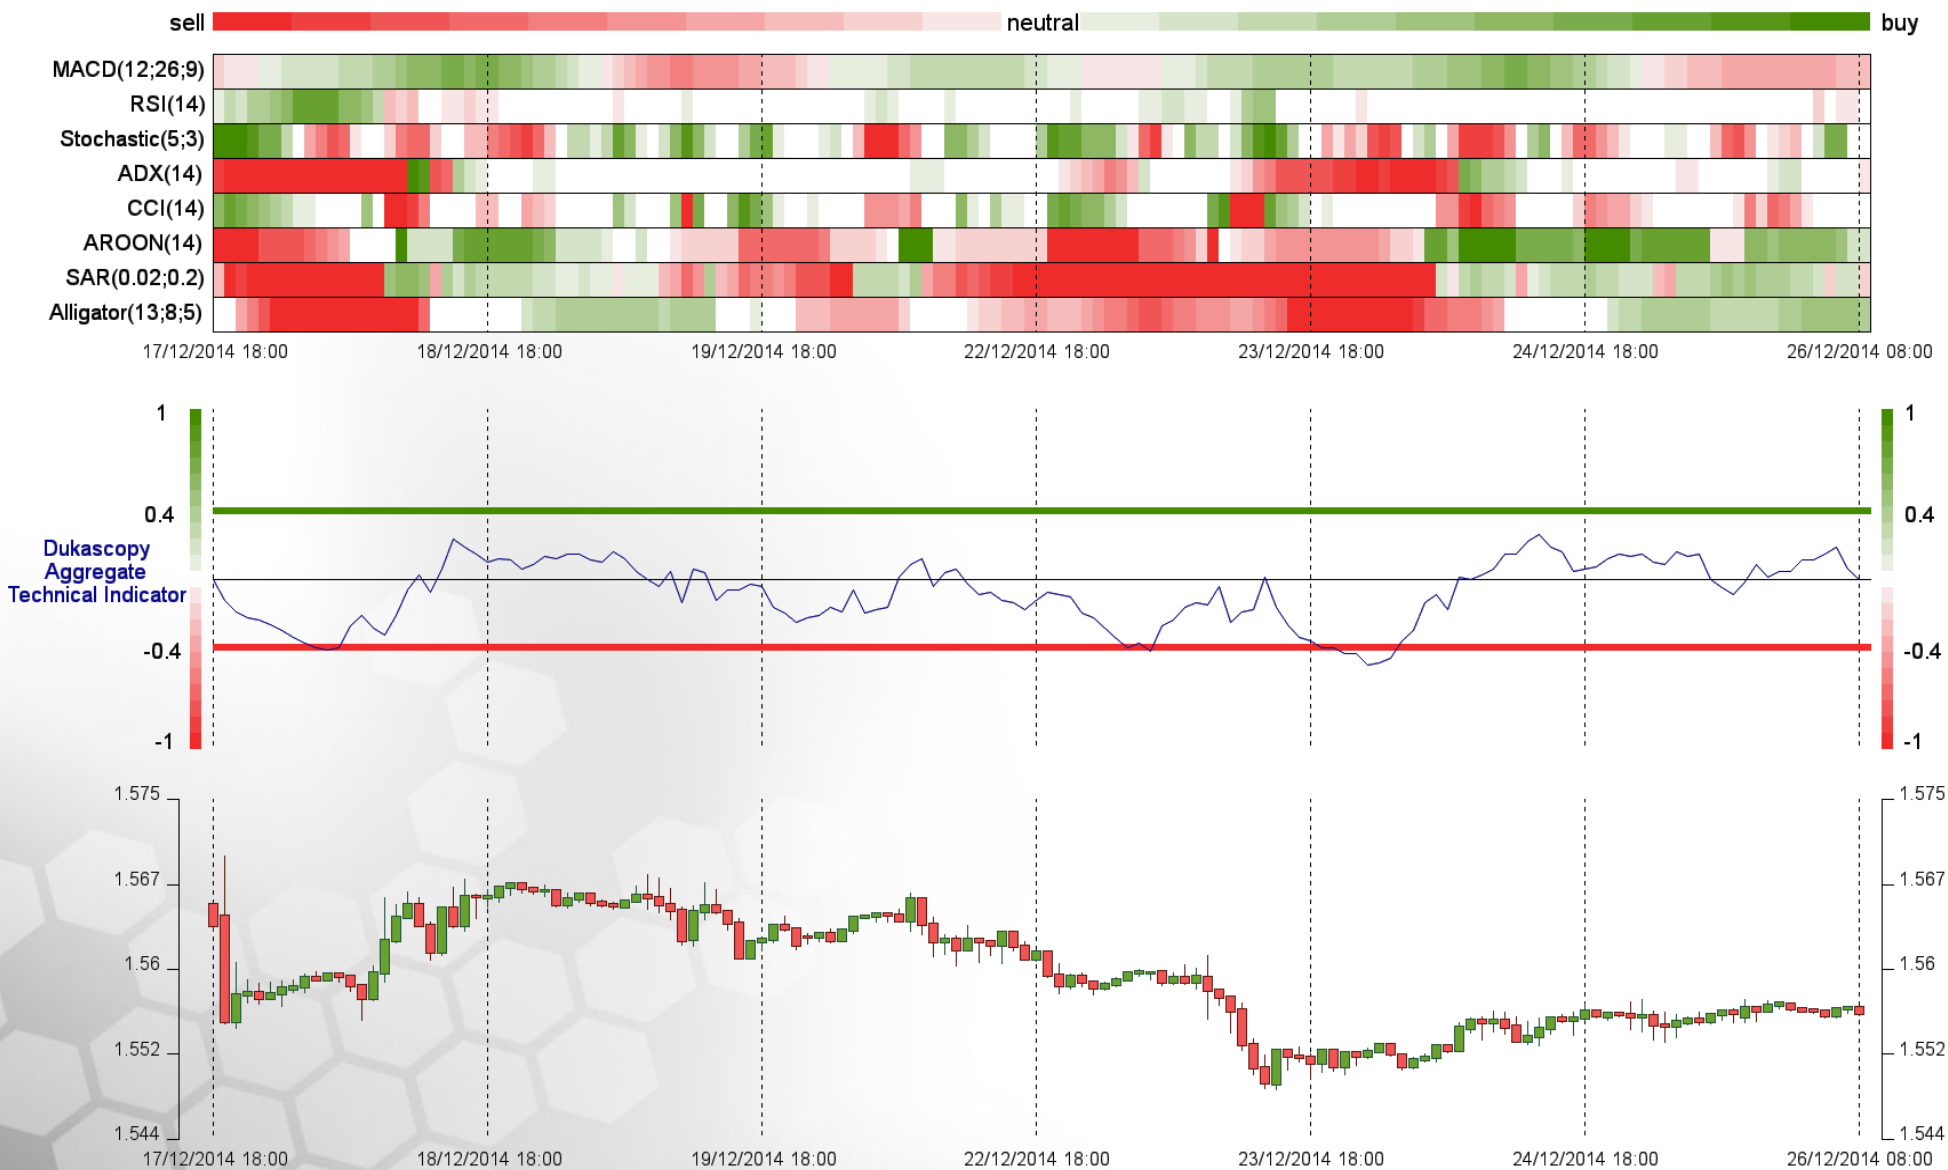 sell neutral buy
MACD(12;26;9)
RSI(14)
Stochastic(5;3)
ADX(14)
CCI(14)
AROON(14)
SAR(0.02;0.2)
Alligator(13;8;5)
17/12/2014 18:00 18/12/2014 18:00 19/12/2014 18:00 22/12/2014 18:00 23/12/2014 18:00 24/12/2014 18:00 26/12/2014 08:00
1 1
0.4 0.4
Dukascopy
Aggregate
Technical Indicator
-0.4 -0.4
-1 -1
1.575 1.575
1.567 1.567
1.56 1.56
1.552 1.552
1.544 1.544
17/12/2014 18:00 18/12/2014 18:00 19/12/2014 18:00 22/12/2014 18:00 23/12/2014 18:00 24/12/2014 18:00 26/12/2014 08:00